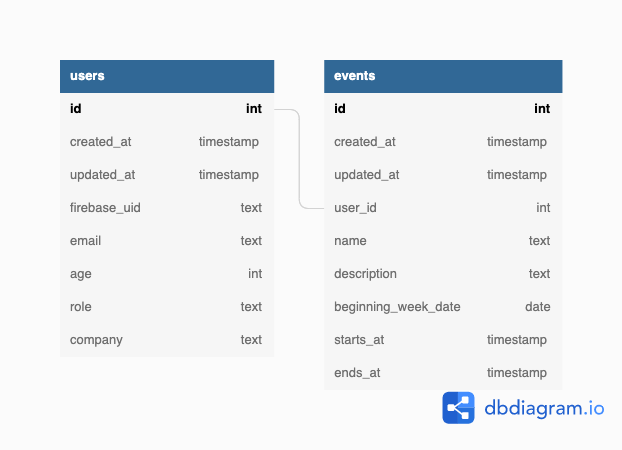 users
id int
created_at timestamp
updated_at timestamp
firebase_uid text
email text
age int
role text
company text
events
id int
created_at timestamp
updated_at timestamp
user_id int
name text
description text
beginning_week_date date
starts_at timestamp
ends_at timestamp
dbdiagram.io